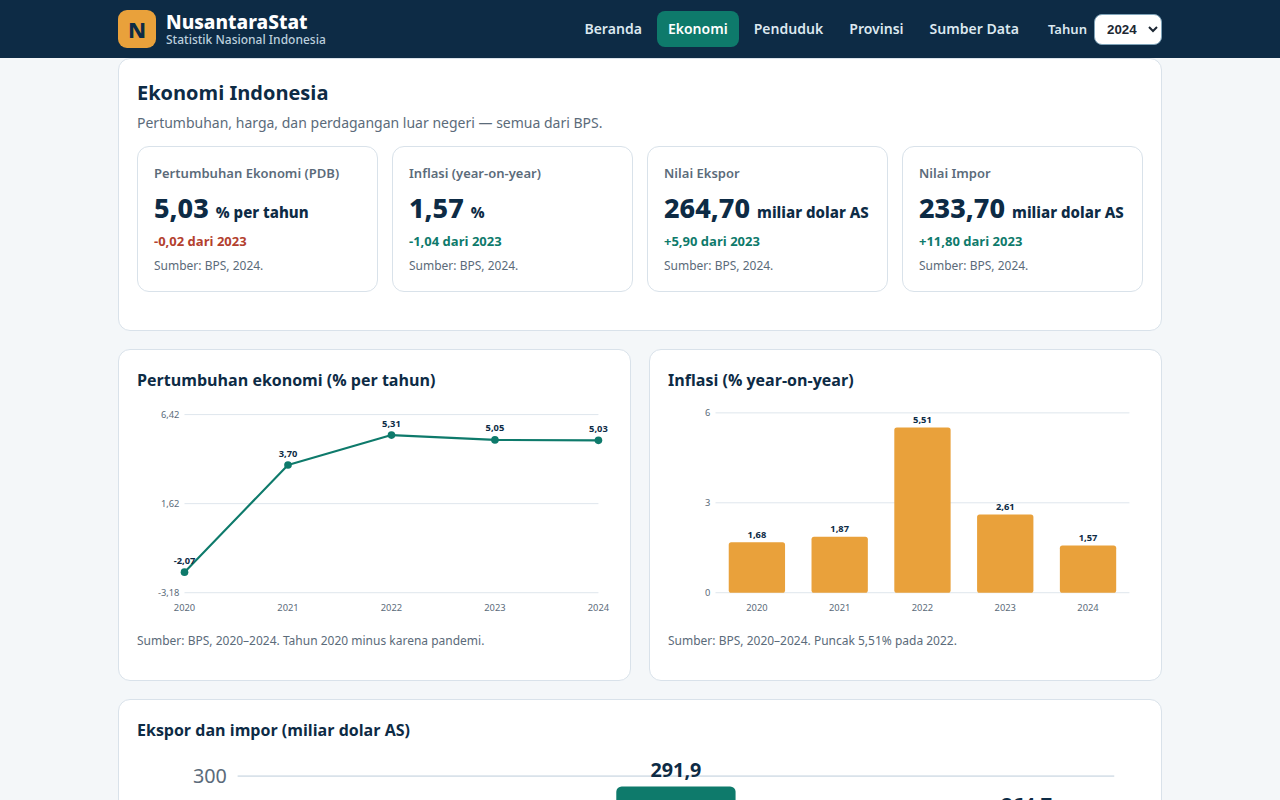 N
NusantaraStat
Statistik Nasional Indonesia
Beranda
Ekonomi
Penduduk
Provinsi
Sumber Data
Tahun
2024
Ekonomi Indonesia
Pertumbuhan, harga, dan perdagangan luar negeri — semua dari BPS.
Pertumbuhan Ekonomi (PDB)
5,03 % per tahun
-0,02 dari 2023
Sumber: BPS, 2024.
Inflasi (year-on-year)
1,57 %
-1,04 dari 2023
Sumber: BPS, 2024.
Nilai Ekspor
264,70 miliar dolar AS
+5,90 dari 2023
Sumber: BPS, 2024.
Nilai Impor
233,70 miliar dolar AS
+11,80 dari 2023
Sumber: BPS, 2024.
Pertumbuhan ekonomi (% per tahun)
6,42
1,62
-3,18
-2,07
3,70
5,31
5,05
5,03
2020
2021
2022
2023
2024
Sumber: BPS, 2020–2024. Tahun 2020 minus karena pandemi.
Inflasi (% year-on-year)
6
3
0
1,68
1,87
5,51
2,61
1,57
2020
2021
2022
2023
2024
Sumber: BPS, 2020–2024. Puncak 5,51% pada 2022.
Ekspor dan impor (miliar dolar AS)
300
291,9